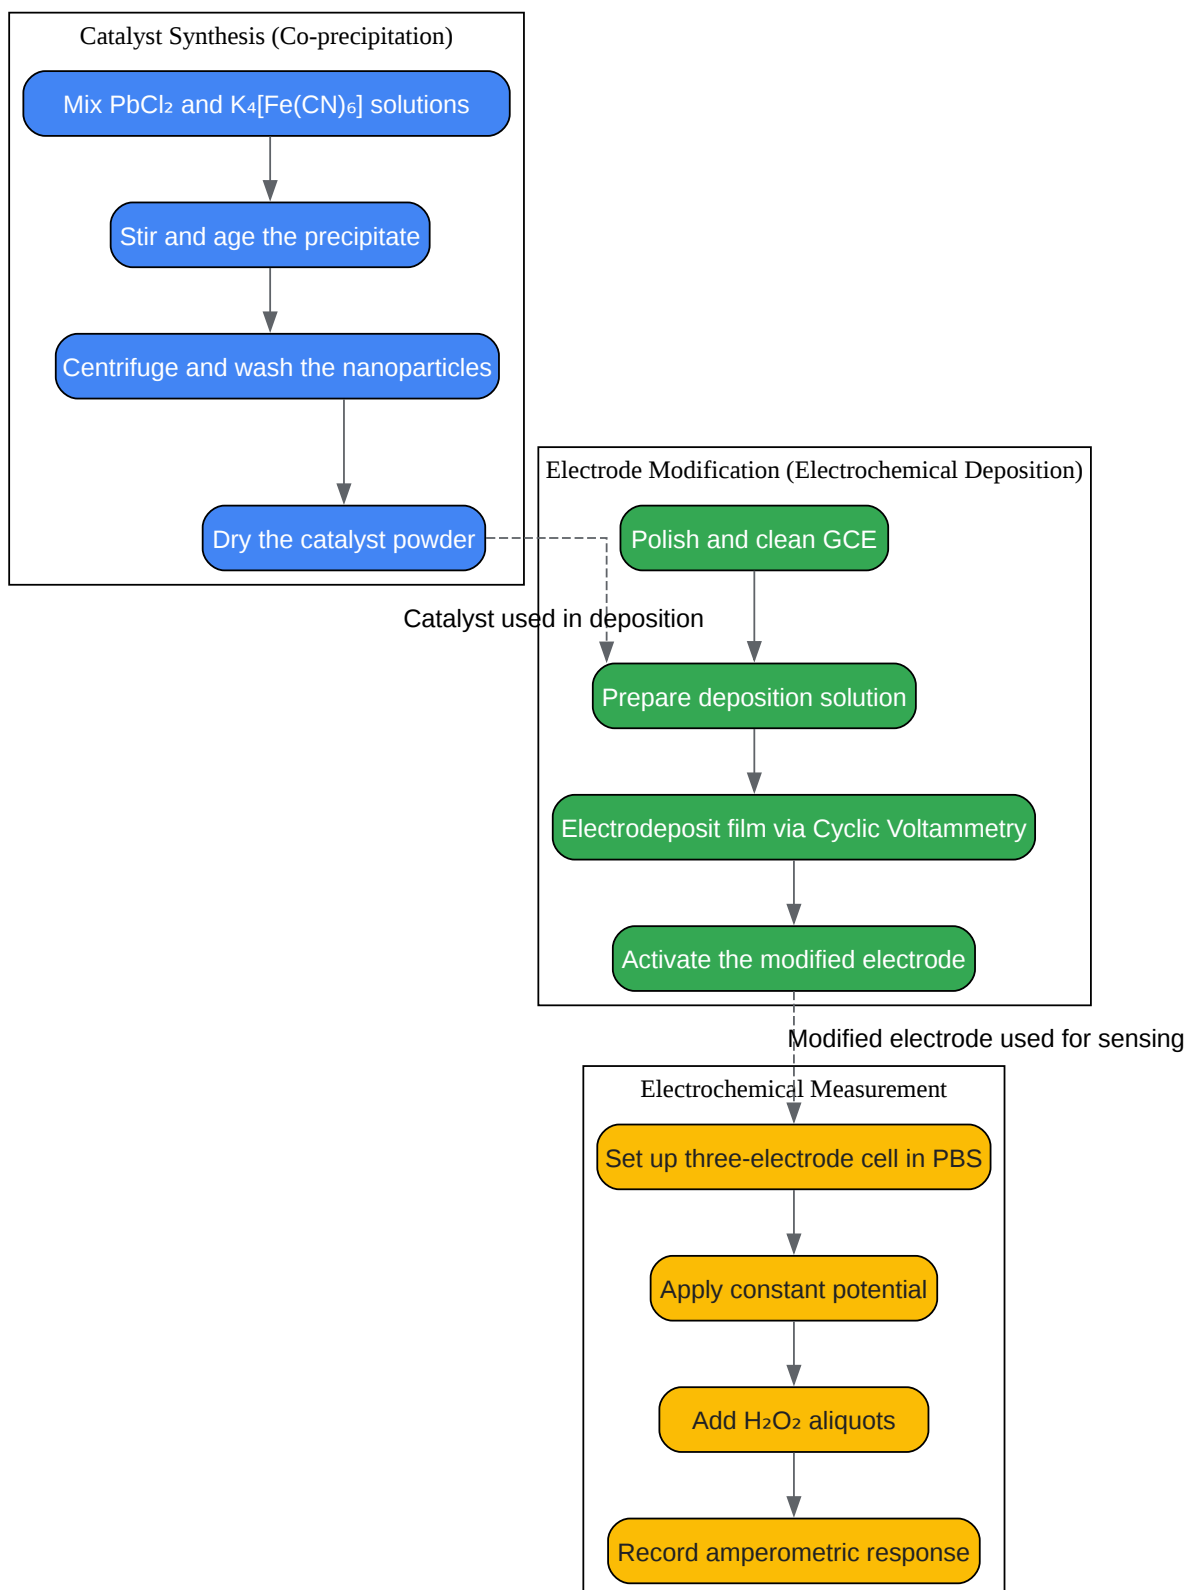 Catalyst Synthesis (Co-precipitation)
Mix PbCl₂ and K₄[Fe(CN)₆] solutions
Stir and age the precipitate
Centrifuge and wash the nanoparticles
Dry the catalyst powder
Catalyst used in deposition
Electrode Modification (Electrochemical Deposition)
Polish and clean GCE
Prepare deposition solution
Electrodeposit film via Cyclic Voltammetry
Activate the modified electrode
Modified electrode used for sensing
Electrochemical Measurement
Set up three-electrode cell in PBS
Apply constant potential
Add H₂O₂ aliquots
Record amperometric response